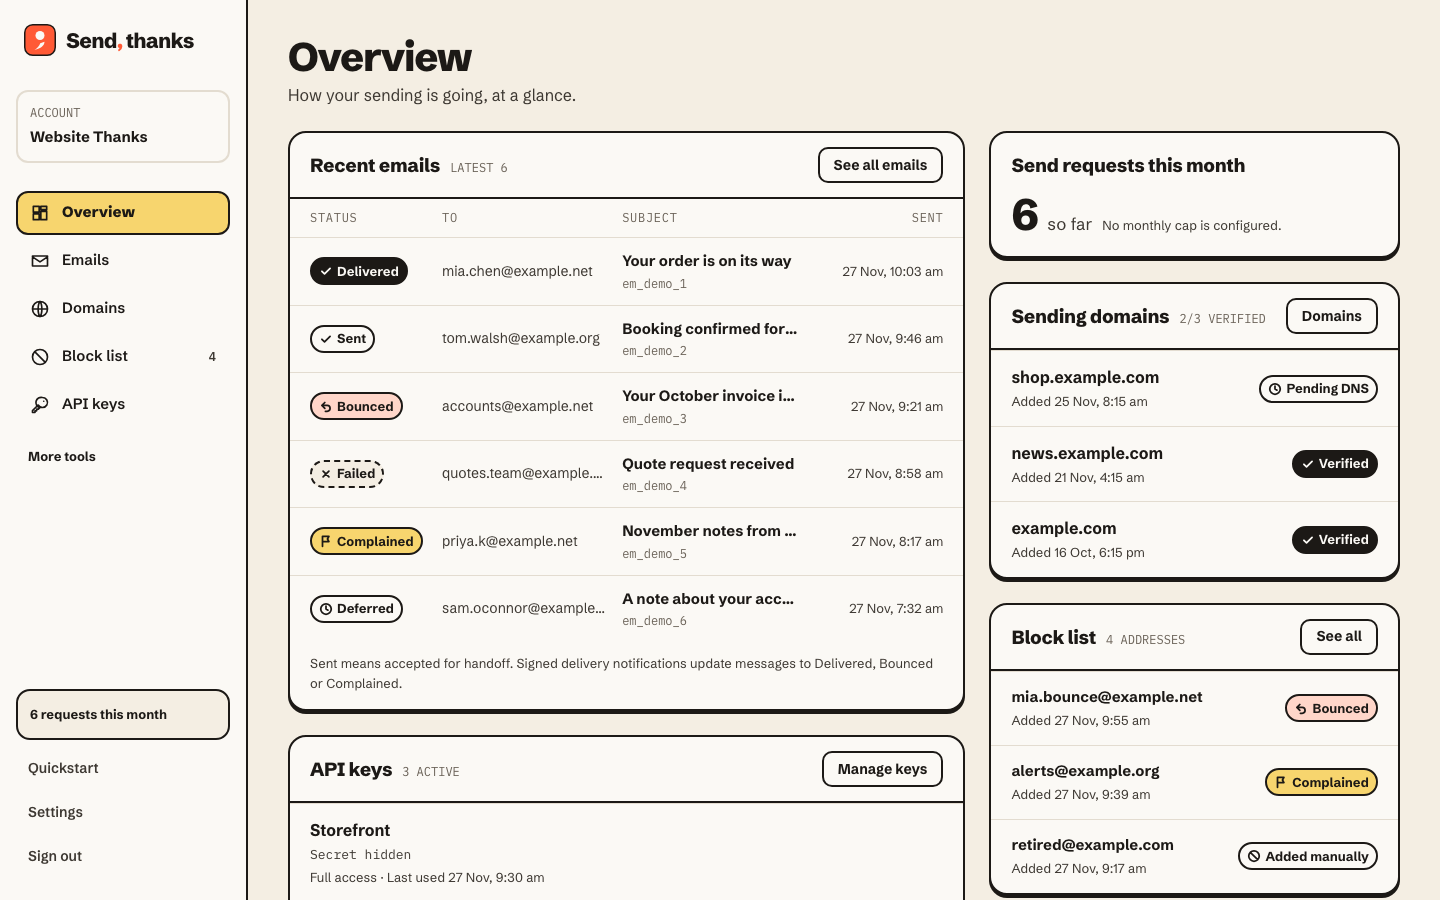 Send, thanks
ACCOUNT
Website Thanks
Overview
Emails
Domains
Block list 4
API keys
More tools
6 requests this month
Quickstart
Settings
Sign out
Overview
How your sending is going, at a glance.
Recent emails LATEST 6 See all emails
STATUS TO SUBJECT SENT
Delivered mia.chen@example.net Your order is on its way 27 Nov, 10:03 am
em_demo_1
Sent tom.walsh@example.org Booking confirmed for... 27 Nov, 9:46 am
em_demo_2
Bounced accounts@example.net Your October invoice i... 27 Nov, 9:21 am
em_demo_3
Failed quotes.team@example.... Quote request received 27 Nov, 8:58 am
em_demo_4
Complained priya.k@example.net November notes from ... 27 Nov, 8:17 am
em_demo_5
Deferred sam.oconnor@example... A note about your acc... 27 Nov, 7:32 am
em_demo_6
Sent means accepted for handoff. Signed delivery notifications update messages to Delivered, Bounced
or Complained.
API keys 3 ACTIVE Manage keys
Storefront
Secret hidden
Full access · Last used 27 Nov, 9:30 am
Send requests this month
6 so far No monthly cap is configured.
Sending domains 2/3 VERIFIED Domains
shop.example.com
Added 25 Nov, 8:15 am
Pending DNS
news.example.com
Added 21 Nov, 4:15 am
Verified
example.com
Added 16 Oct, 6:15 pm
Verified
Block list 4 ADDRESSES See all
mia.bounce@example.net
Added 27 Nov, 9:55 am
Bounced
alerts@example.org
Added 27 Nov, 9:39 am
Complained
retired@example.com
Added 27 Nov, 9:17 am
Added manually